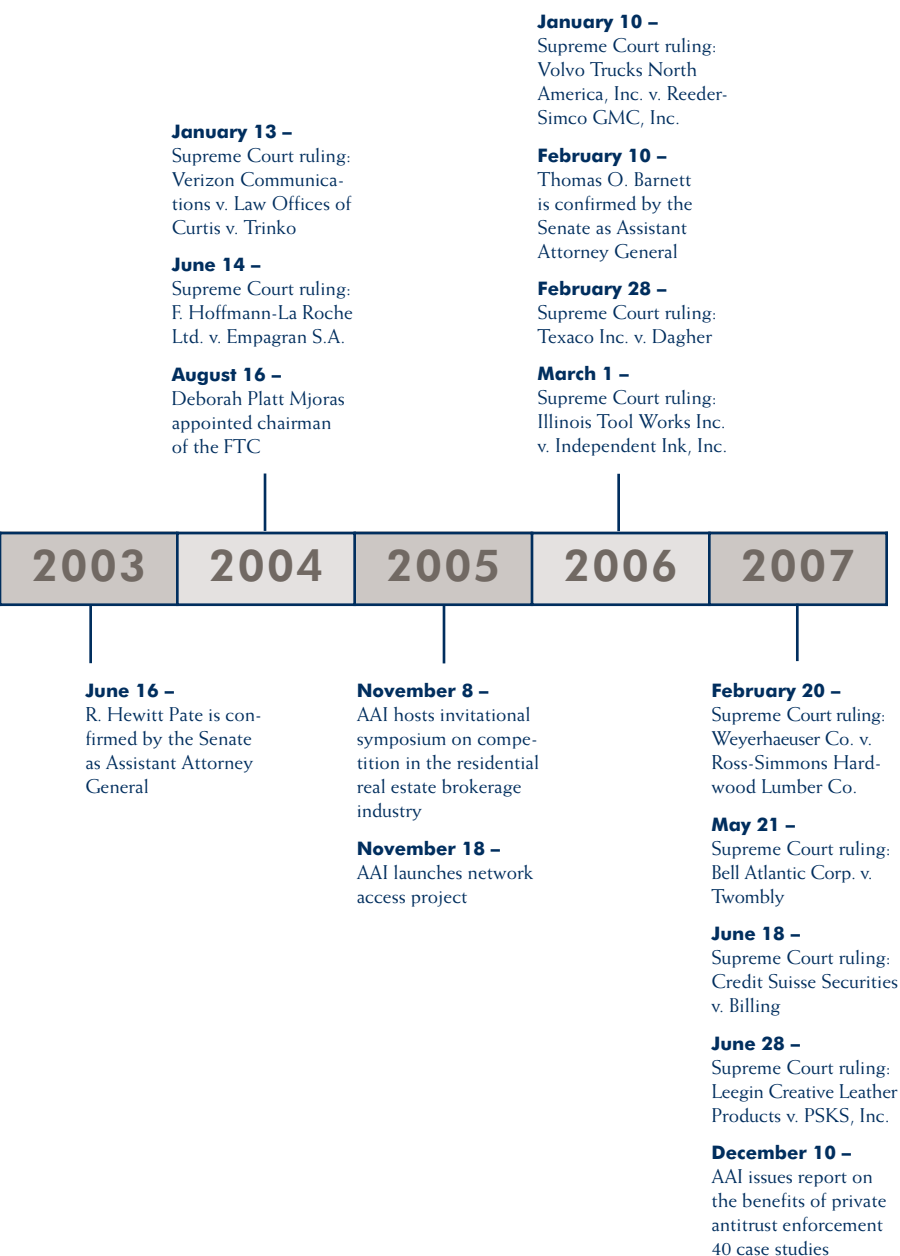 January 13 –
Supreme Court ruling:
Verizon Communica-
tions v. Law Offices of
Curtis v. Trinko
June 14 –
Supreme Court ruling:
F. Hoffmann-La Roche
Ltd. v. Empagran S.A.
August 16 –
Deborah Platt Mjoras
appointed chairman
of the FTC
January 10 –
Supreme Court ruling:
Volvo Trucks North
America, Inc. v. Reeder-
Simco GMC, Inc.
February 10 –
Thomas O. Barnett
is confirmed by the
Senate as Assistant
Attorney General
February 28 –
Supreme Court ruling:
Texaco Inc. v. Dagher
March 1 –
Supreme Court ruling:
Illinois Tool Works Inc.
v. Independent Ink, Inc.
2003 2004 2005 2006 2007
June 16 –
R. Hewitt Pate is con-
firmed by the Senate
as Assistant Attorney
General
November 8 –
AAI hosts invitational
symposium on compe-
tition in the residential
real estate brokerage
industry
November 18 –
AAI launches network
access project
February 20 –
Supreme Court ruling:
Weyerhaeuser Co. v.
Ross-Simmons Hard-
wood Lumber Co.
May 21 –
Supreme Court ruling:
Bell Atlantic Corp. v.
Twombly
June 18 –
Supreme Court ruling:
Credit Suisse Securities
v. Billing
June 28 –
Supreme Court ruling:
Leegin Creative Leather
Products v. PSKS, Inc.
December 10 –
AAI issues report on
the benefits of private
antitrust enforcement
40 case studies